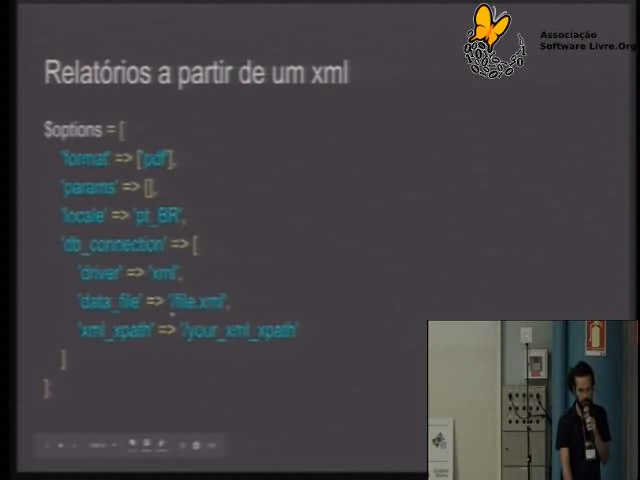 Associação
Software Livre.Org
Relatórios a partir de um xml
$options = [
'format' => ['pdf'],
'params' => [],
'locale' => 'pt_BR',
'db_connection' => [
'driver' => 'xml',
'data_file' => '/file.xml',
'xml_xpath' => '/your_xml_xpath'
]
];